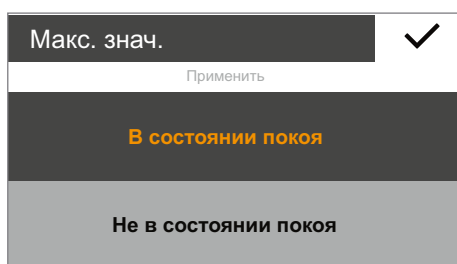 Макс. знач.
Применить
В состоянии покоя
Не в состоянии покоя